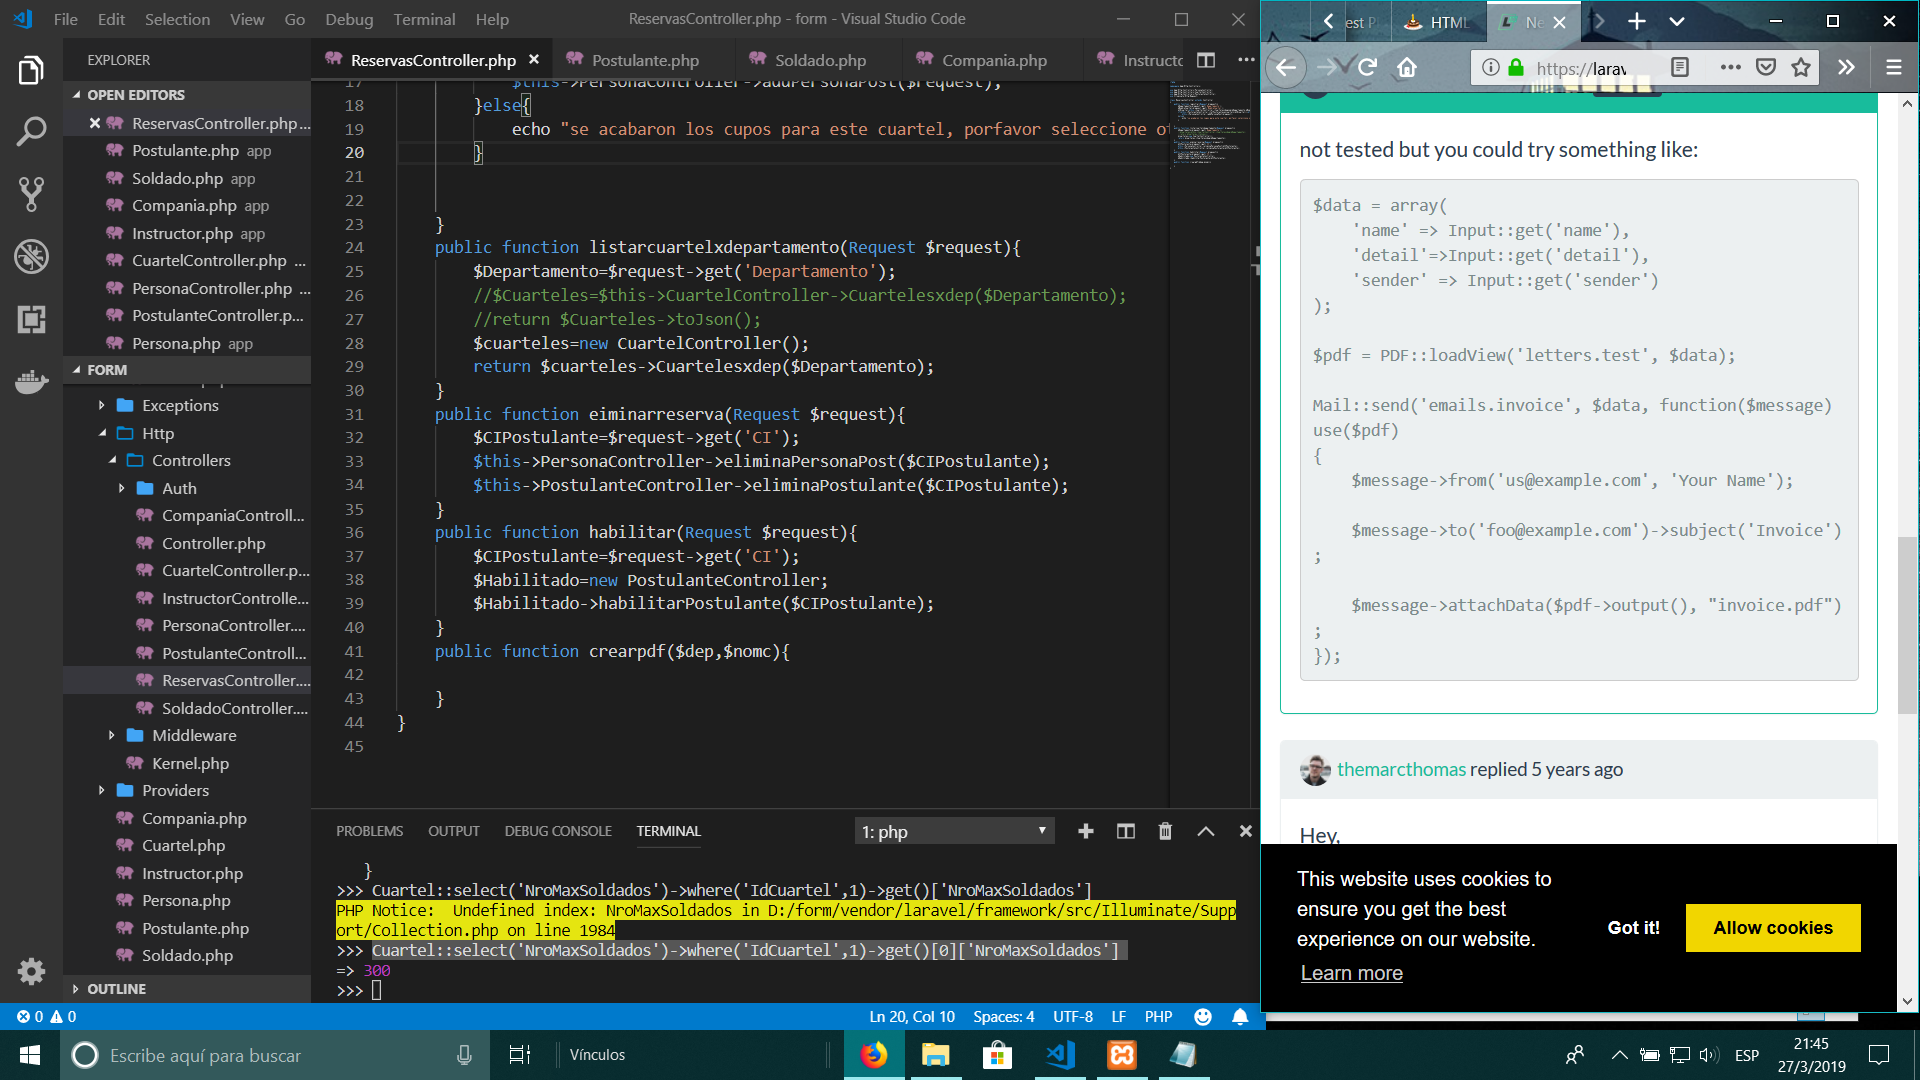 File Edit Selection View Go Debug Terminal Help
ReservasController.php - form - Visual Studio Code
EXPLORER
OPEN EDITORS
ReservasController.php...
Postulante.php app
Soldado.php app
Compania.php app
Instructor.php app
CuartelController.php ...
PersonaController.php ...
PostulanteController.p...
Persona.php app
FORM
Exceptions
Http
Controllers
Auth
CompaniaControll...
Controller.php
CuartelController.p...
InstructorControlle...
PersonaController....
PostulanteControll...
ReservasController....
SoldadoController....
Middleware
Kernel.php
Providers
Compania.php
Cuartel.php
Instructor.php
Persona.php
Postulante.php
Soldado.php
OUTLINE
ReservasController.php
Postulante.php
Soldado.php
Compania.php
Instructo
17 $this->PersonaController->addPersonaPost($request);
18 }else{
19 echo "se acabaron los cupos para este cuartel, porfavor seleccione ot
20 }
21
22
23 }
24 public function listarcuartelxdepartamento(Request $request){
25 $Departamento=$request->get('Departamento');
26 //$Cuarteles=$this->CuartelController->Cuartelesxdep($Departamento);
27 //return $Cuarteles->toJson();
28 $cuarteles=new CuartelController();
29 return $cuarteles->Cuartelesxdep($Departamento);
30 }
31 public function eiminarreserva(Request $request){
32 $CIPostulante=$request->get('CI');
33 $this->PersonaController->eliminaPersonaPost($CIPostulante);
34 $this->PostulanteController->eliminaPostulante($CIPostulante);
35 }
36 public function habilitar(Request $request){
37 $CIPostulante=$request->get('CI');
38 $Habilitado=new PostulanteController;
39 $Habilitado->habilitarPostulante($CIPostulante);
40 }
41 public function crearpdf($dep,$nomc){
42
43 }
44 }
45
PROBLEMS OUTPUT DEBUG CONSOLE TERMINAL
1: php
}
>>> Cuartel::select('NroMaxSoldados')->where('IdCuartel',1)->get()['NroMaxSoldados']
PHP Notice:  Undefined index: NroMaxSoldados in D:/form/vendor/laravel/framework/src/Illuminate/Supp
ort/Collection.php on line 1984
>>> Cuartel::select('NroMaxSoldados')->where('IdCuartel',1)->get()[0]['NroMaxSoldados']
=> 300
>>>
0 0
Ln 20, Col 10 Spaces: 4 UTF-8 LF PHP
est P
HTML
Ne
https://larav
not tested but you could try something like:
$data = array(
'name' => Input::get('name'),
'detail'=>Input::get('detail'),
'sender' => Input::get('sender')
);
$pdf = PDF::loadView('letters.test', $data);
Mail::send('emails.invoice', $data, function($message)
use($pdf)
{
$message->from('us@example.com', 'Your Name');
$message->to('foo@example.com')->subject('Invoice')
;
$message->attachData($pdf->output(), "invoice.pdf")
;
});
themarcthomas replied 5 years ago
Hey,
This website uses cookies to
ensure you get the best
experience on our website.
Learn more
Got it!
Allow cookies
Escribe aquí para buscar
Vínculos
ESP
21:45
27/3/2019